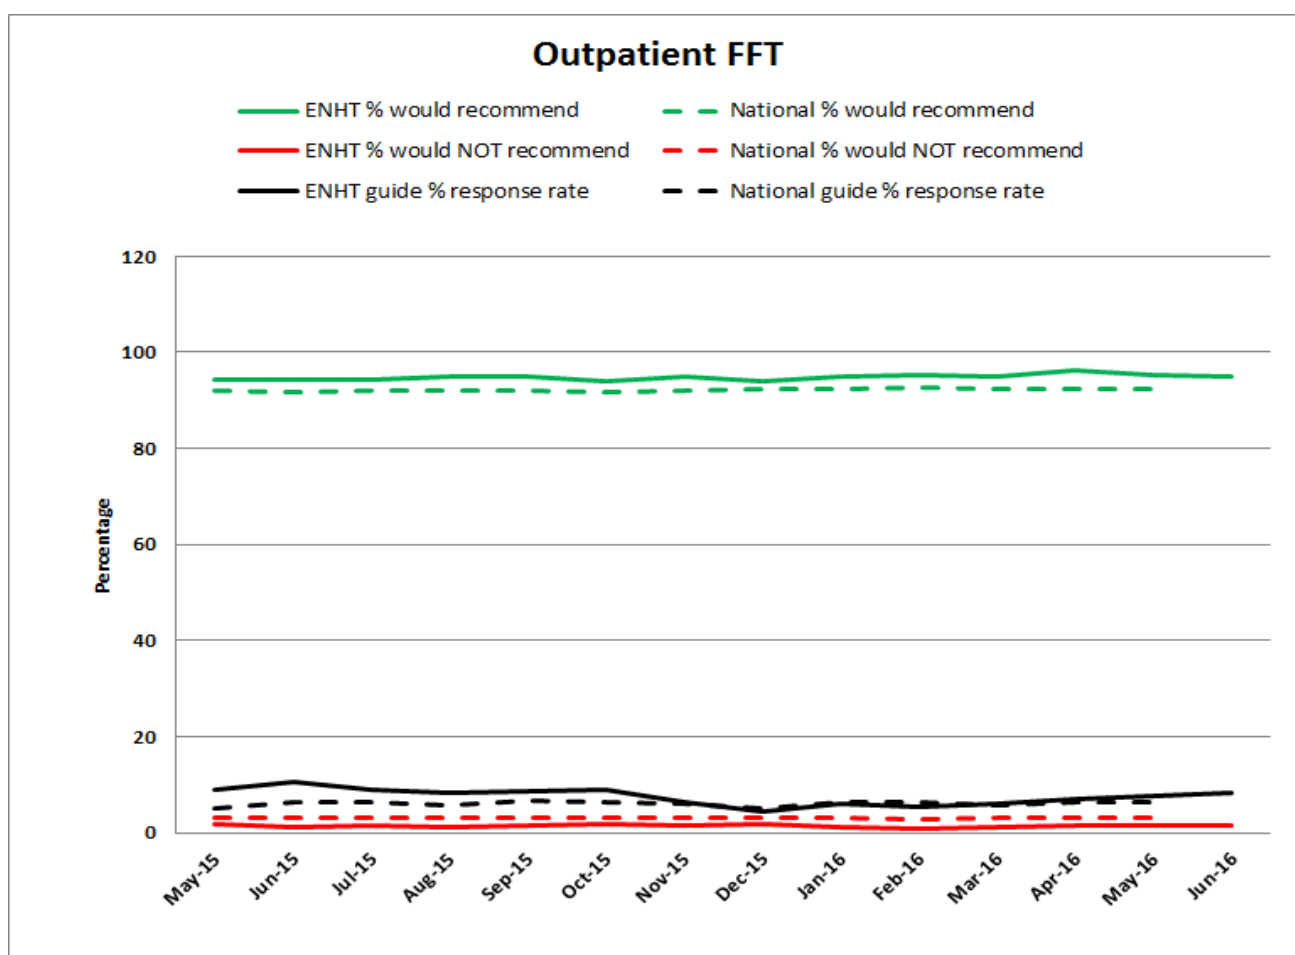 Outpatient FFT
ENHT % would recommend
National % would recommend
ENHT % would NOT recommend
National % would NOT recommend
ENHT guide % response rate
National guide % response rate
120
100
80
60
40
20
0
Percentage
May-15
Jun-15
Jul-15
Aug-15
Sep-15
Oct-15
Nov-15
Dec-15
Jan-16
Feb-16
Mar-16
Apr-16
May-16
Jun-16